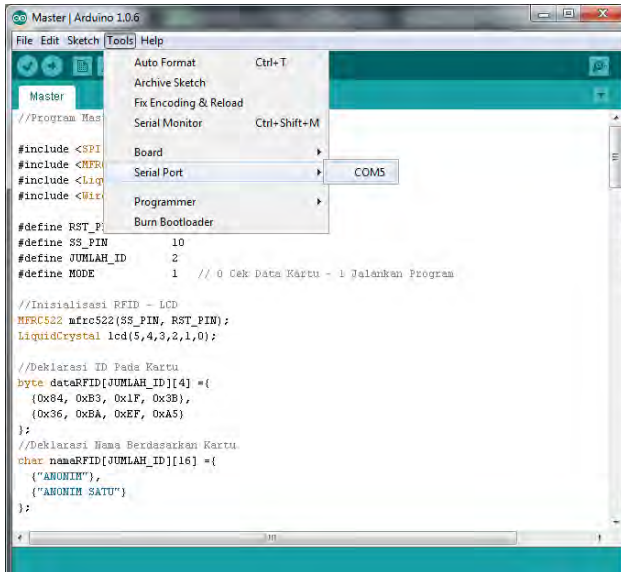 Master | Arduino 1.0.6
File Edit Sketch Tools Help
Auto Format Ctrl+T
Archive Sketch
Fix Encoding & Reload
Serial Monitor Ctrl+Shift+M
Board
Serial Port COM5
Programmer
Burn Bootloader
Master
//Program Mas
#include <SPI
#include <MFR
#include <Liq
#include <Wir
#define RST_P
#define SS_PIN 10
#define JUMLAH_ID 2
#define MODE 1 // 0 Cek Data Kartu - 1 Jalankan Program
//Inisialisasi RFID - LCD
MFRC522 mfrc522(SS_PIN, RST_PIN);
LiquidCrystal lcd(5,4,3,2,1,0);
//Deklarasi ID Pada Kartu
byte dataRFID[JUMLAH_ID][4] ={
{0x84, 0xB3, 0x1F, 0x3B},
{0x36, 0xBA, 0xEF, 0xA5}
};
//Deklarasi Nama Berdasarkan Kartu
char namaRFID[JUMLAH_ID][16] ={
{"ANONIM"},
{"ANONIM SATU"}
};